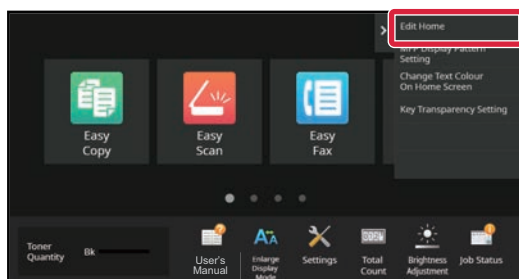 Edit Home
MFP Display Pattern
Setting
Change Text Colour
On Home Screen
Key Transparency Setting
Easy
Copy
Easy
Scan
Easy
Fax
Toner
Quantity
Bk
User's
Manual
Enlarge
Display
Mode
Settings
Total
Count
Brightness
Adjustment
Job Status